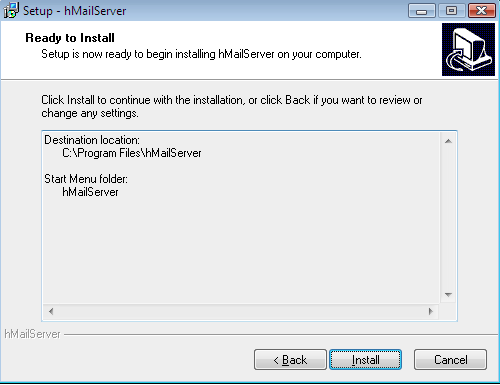 Setup - hMailServer
Ready to Install
Setup is now ready to begin installing hMailServer on your computer.
Click Install to continue with the installation, or click Back if you want to review or
change any settings.
Destination location:
C:\Program Files\hMailServer
Start Menu folder:
hMailServer
hMailServer
< Back
Install
Cancel